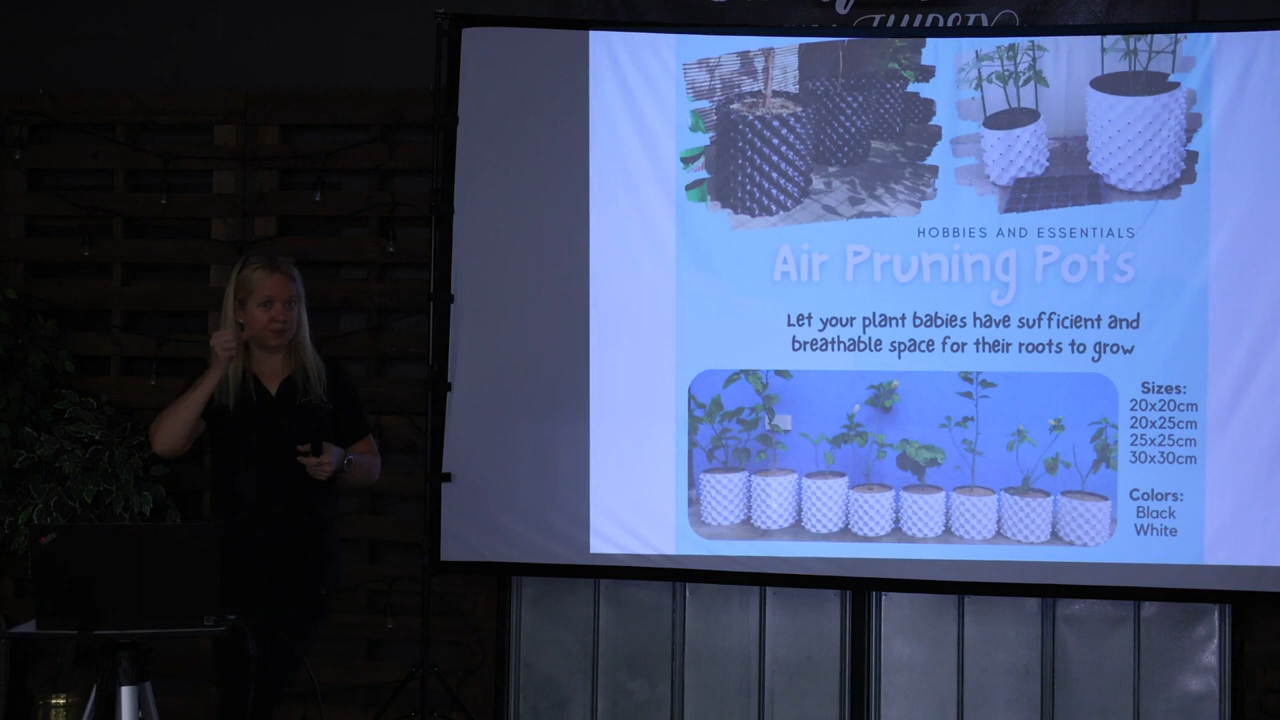 THIRSTY
HOBBIES AND ESSENTIALS
Air Pruning Pots
Let your plant babies have sufficient and
breathable space for their roots to grow
Sizes:
20x20cm
20x25cm
25x25cm
30x30cm
Colors:
Black
White